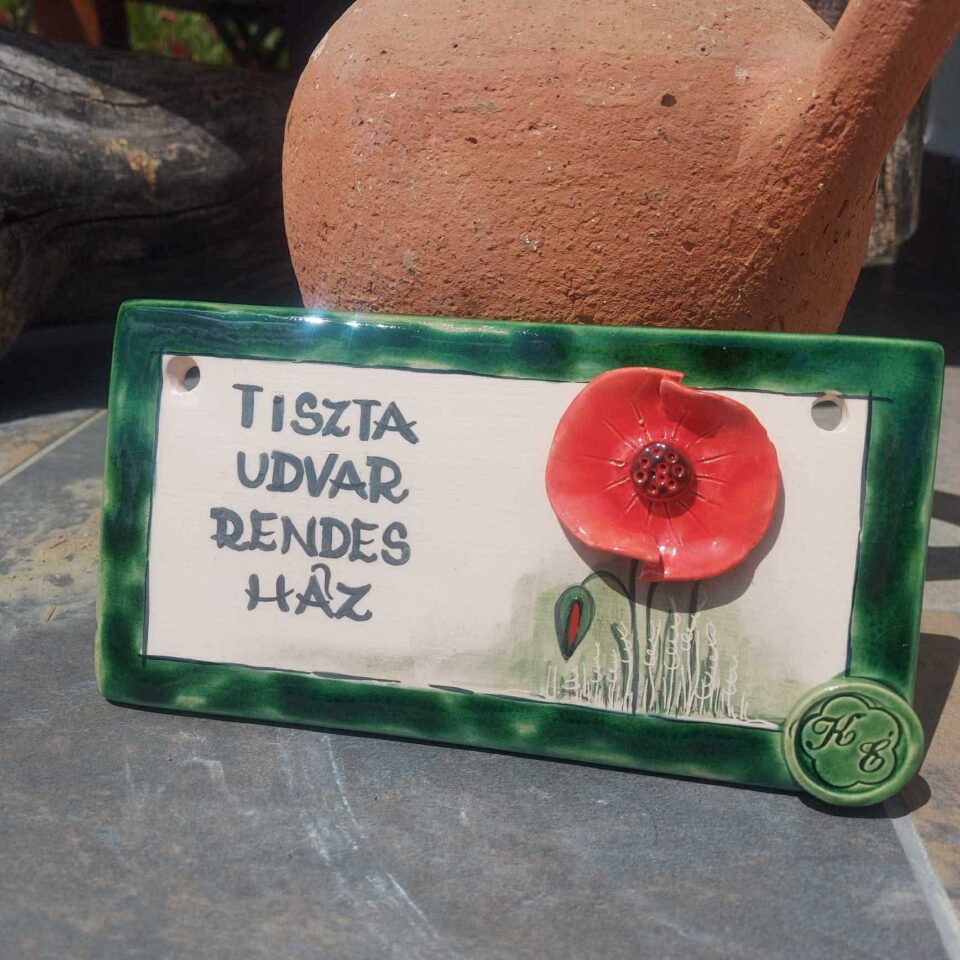 TISZTA
UDVAR
RENDES
HÁZ
K É